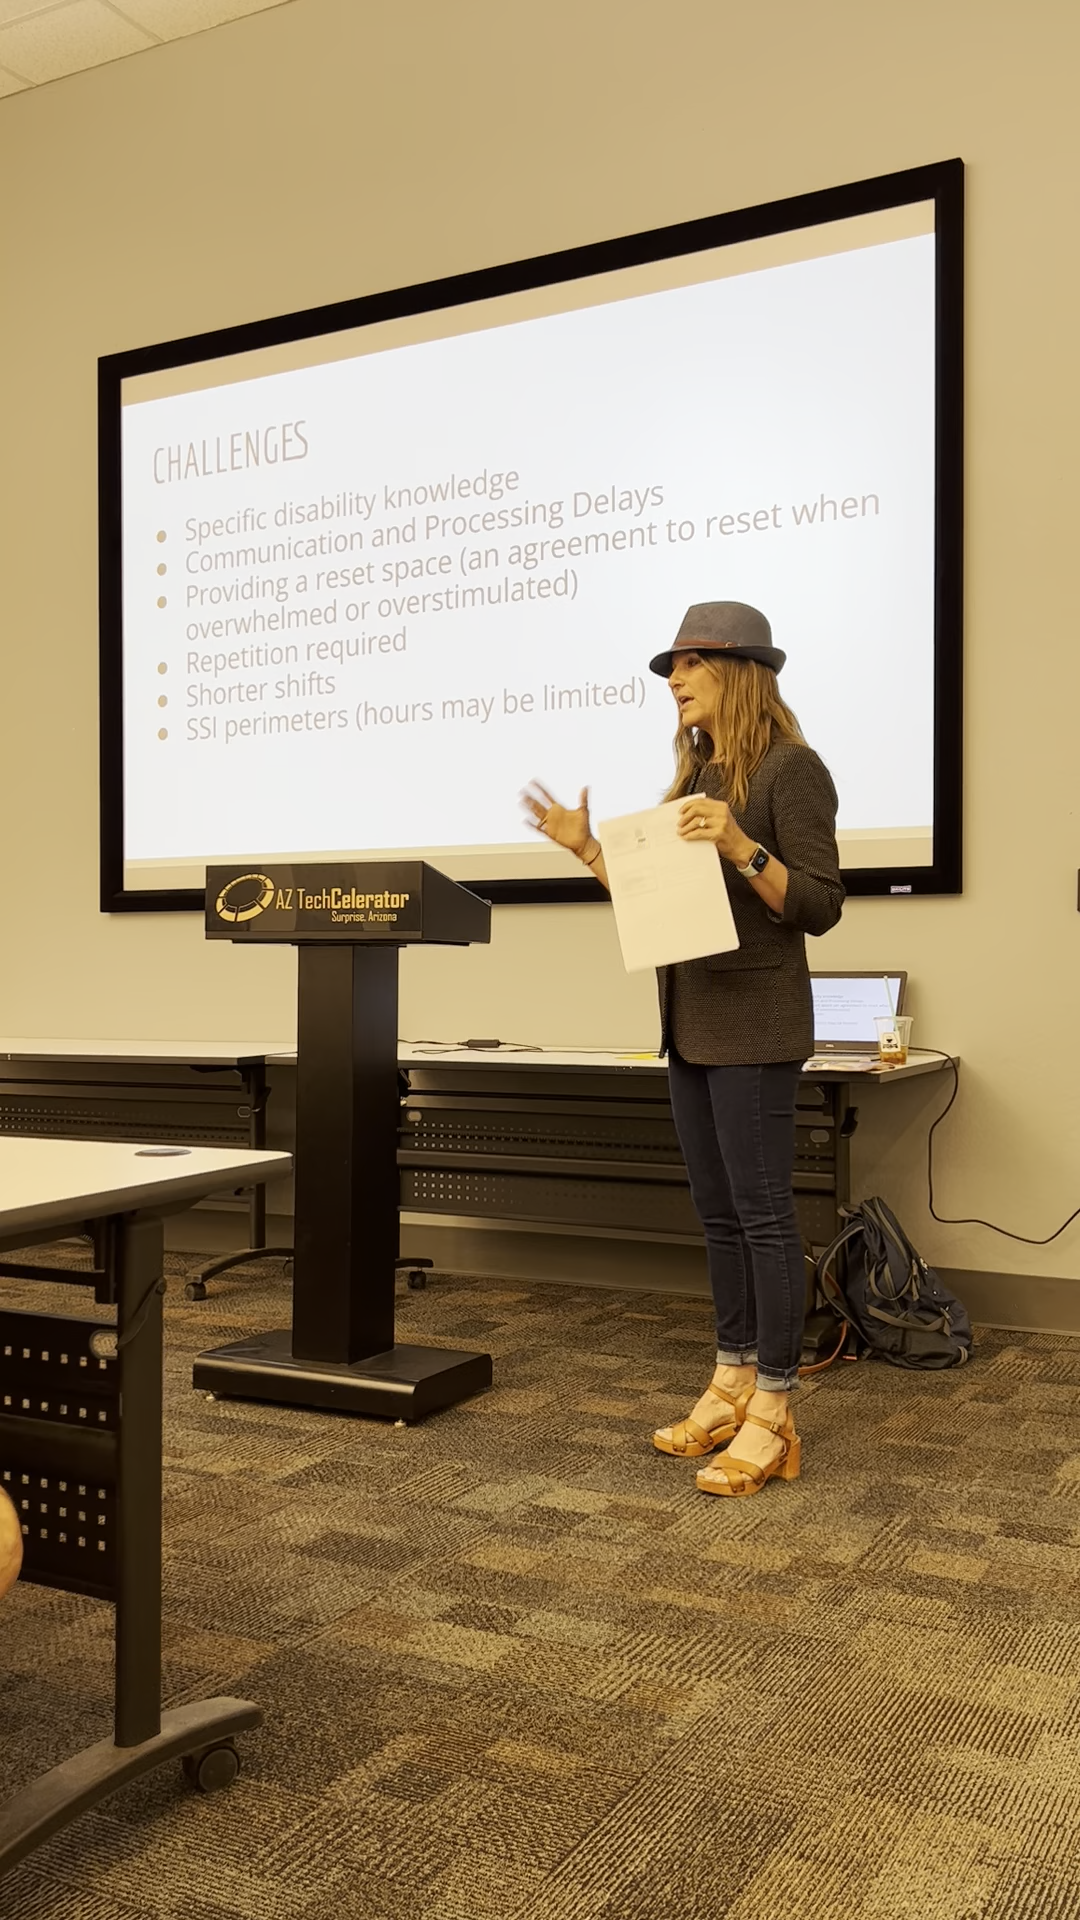 CHALLENGES
● Specific disability knowledge
● Communication and Processing Delays
● Providing a reset space (an agreement to reset when
overwhelmed or overstimulated)
● Repetition required
● Shorter shifts
● SSI perimeters (hours may be limited)
AZ TechCelerator
Surprise, Arizona